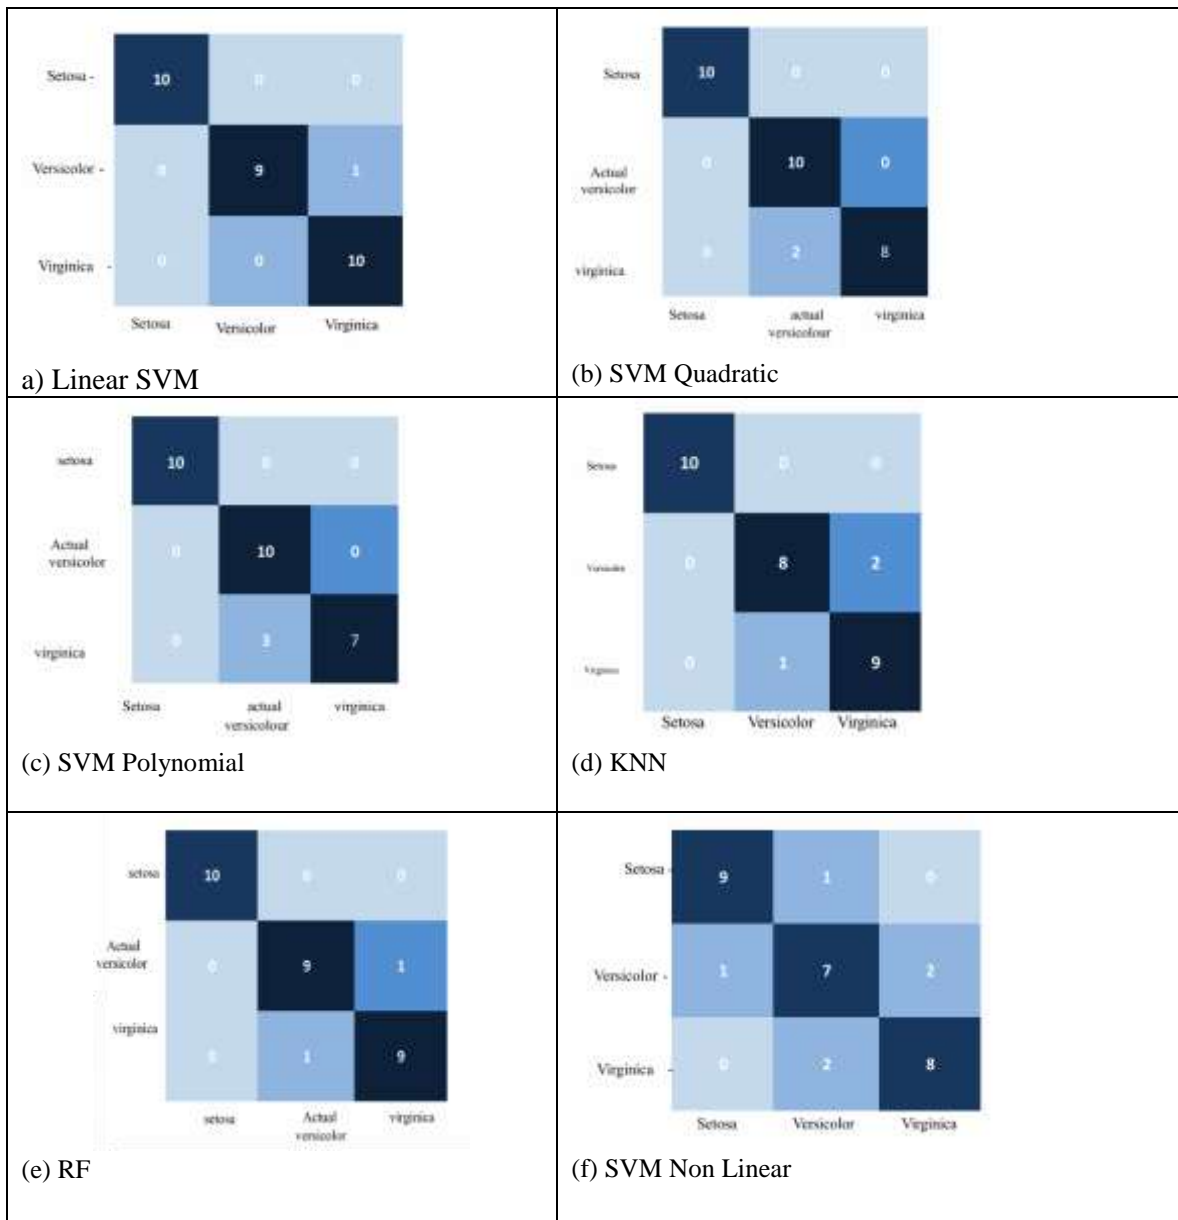 Setosa - 10 0 0
Versicolor - 0 9 1
Virginica - 0 0 10
Setosa Versicolor Virginica
a) Linear SVM
Setosa 10 0 0
Actual
versicolor 0 10 0
virginica 0 2 8
Setosa actual virginica
versicolour
(b) SVM Quadratic
setosa 10 0 0
Actual
versicolor 0 10 0
virginica 0 3 7
Setosa actual virginica
versicolour
(c) SVM Polynomial
Setosa 10 0 0
Versicolor 0 8 2
Virginica 0 1 9
Setosa Versicolor Virginica
(d) KNN
setosa 10 0 0
Actual
versicolor 0 9 1
virginica 0 1 9
setosa Actual virginica
versicolor
(e) RF
Setosa - 9 1 0
Versicolor - 1 7 2
Virginica - 0 2 8
Setosa Versicolor Virginica
(f) SVM Non Linear